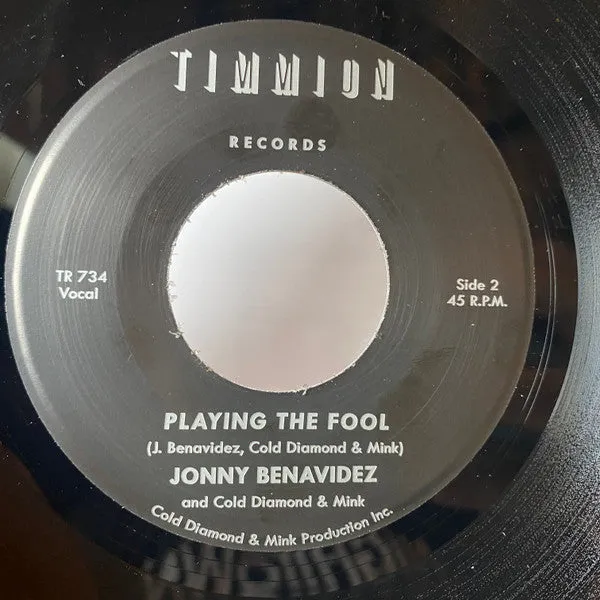 TIMMION
RECORDS
TR 734
Vocal
Side 2
45 R.P.M.
PLAYING THE FOOL
(J. Benavidez, Cold Diamond & Mink)
JONNY BENAVIDEZ
and Cold Diamond & Mink
Cold Diamond & Mink Production Inc.